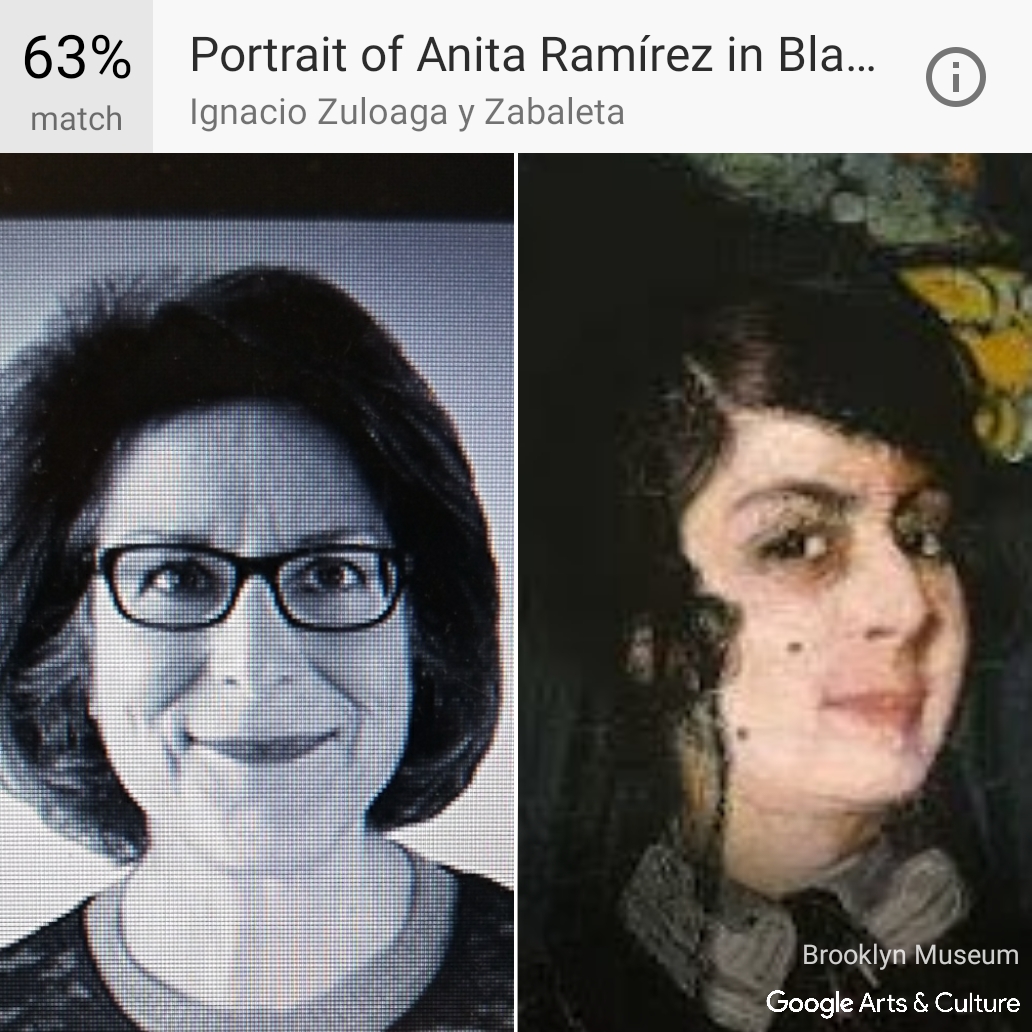 63%
match
Portrait of Anita Ramírez in Bla...
Ignacio Zuloaga y Zabaleta
Brooklyn Museum
Google Arts & Culture